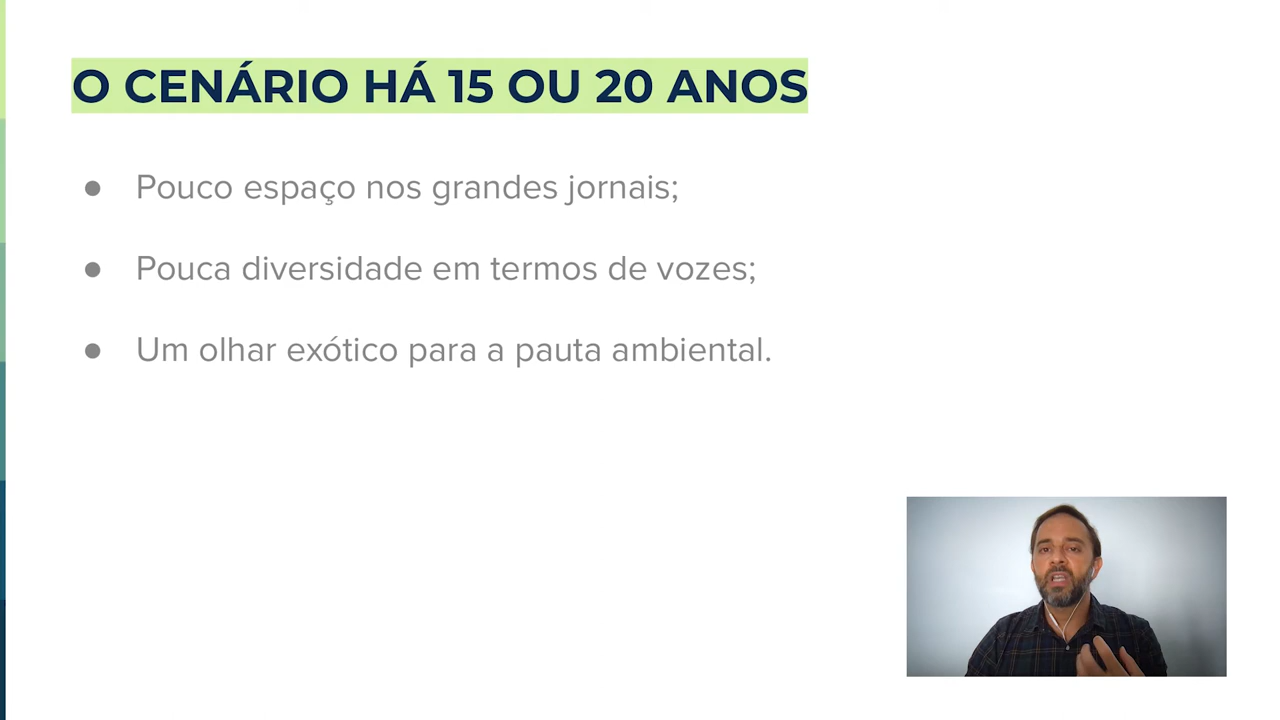 O CENÁRIO HÁ 15 OU 20 ANOS
● Pouco espaço nos grandes jornais;
● Pouca diversidade em termos de vozes;
● Um olhar exótico para a pauta ambiental.